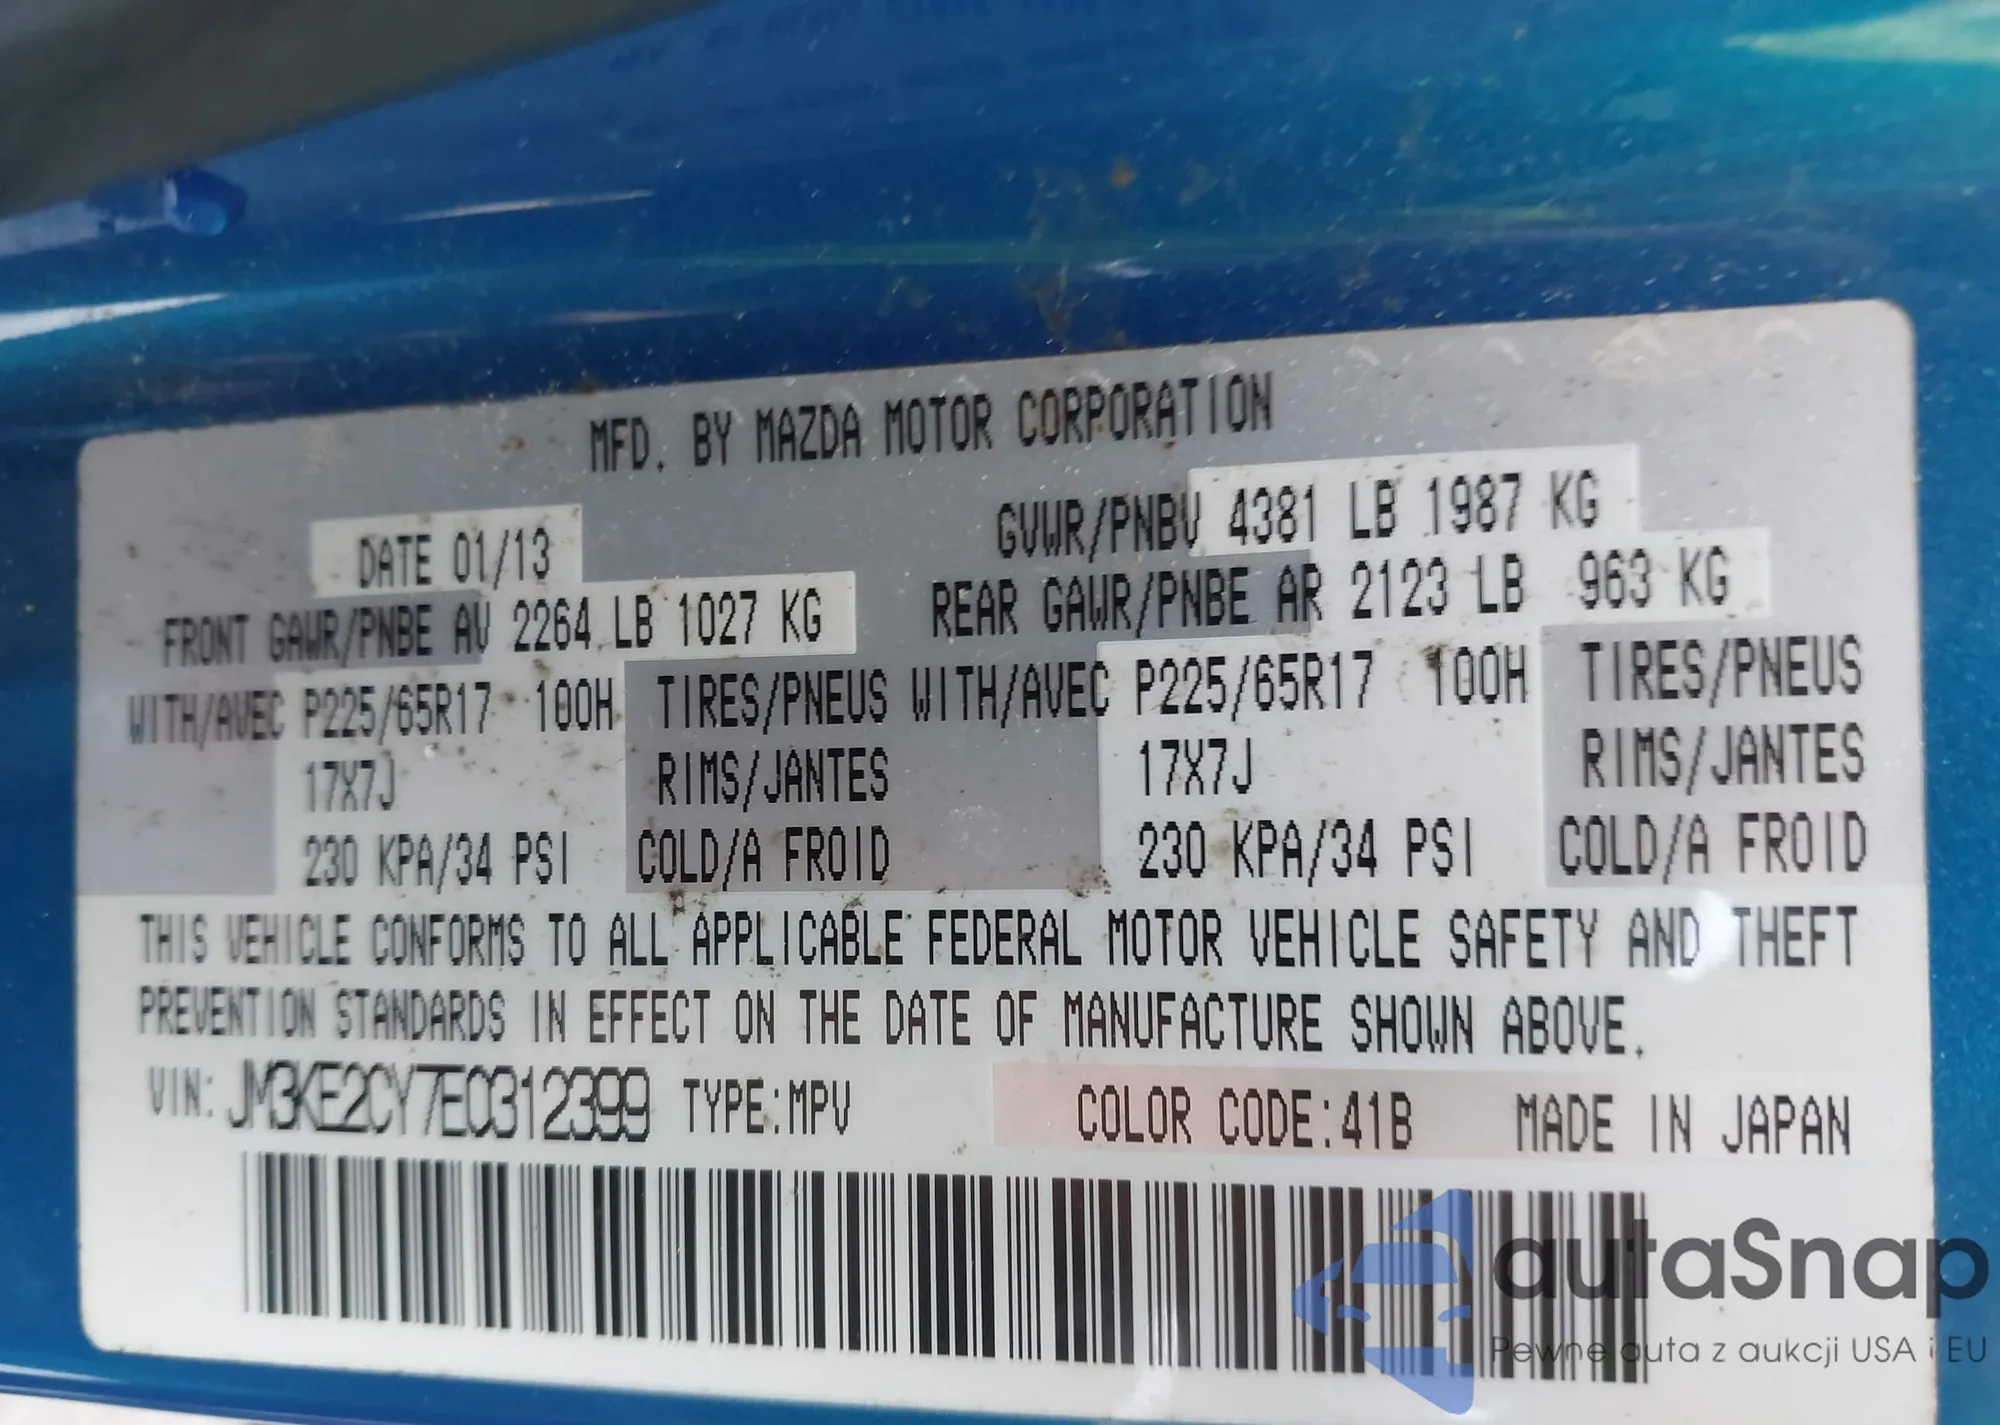 MFD. BY MAZDA MOTOR CORPORATION
DATE 01/13 GVWR/PNBV 4381 LB 1987 KG
FRONT GAWR/PNBE AV 2264 LB 1027 KG REAR GAWR/PNBE AR 2123 LB 963 KG
WITH/AVEC P225/65R17 100H TIRES/PNEUS WITH/AVEC P225/65R17 100H TIRES/PNEUS
17X7J RIMS/JANTES 17X7J RIMS/JANTES
230 KPA/34 PSI COLD/A FROID 230 KPA/34 PSI COLD/A FROID
THIS VEHICLE CONFORMS TO ALL APPLICABLE FEDERAL MOTOR VEHICLE SAFETY AND THEFT
PREVENTION STANDARDS IN EFFECT ON THE DATE OF MANUFACTURE SHOWN ABOVE.
VIN: JM3KE2CY7E0312399 TYPE:MPV COLOR CODE:41B MADE IN JAPAN
autaSnap
Pewne auta z aukcji USA i EU